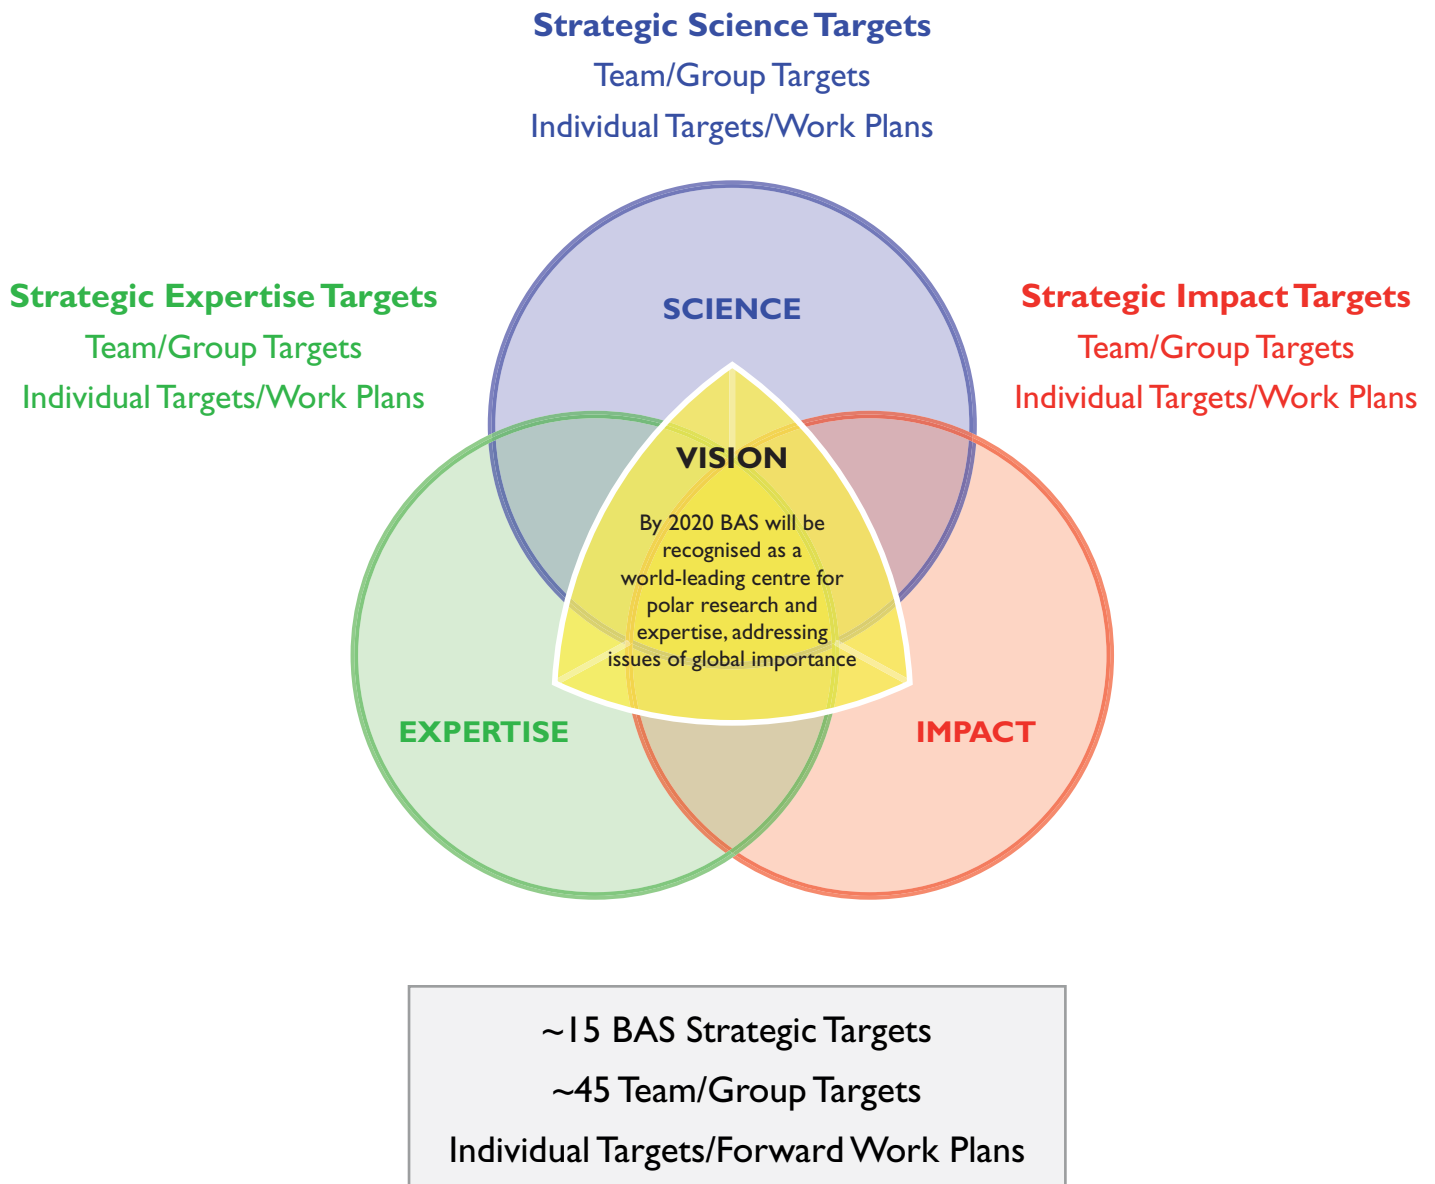 Strategic Science Targets
Team/Group Targets
Individual Targets/Work Plans
Strategic Expertise Targets
Team/Group Targets
Individual Targets/Work Plans
Strategic Impact Targets
Team/Group Targets
Individual Targets/Work Plans
SCIENCE
VISION
By 2020 BAS will be
recognised as a
world-leading centre for
polar research and
expertise, addressing
issues of global importance
EXPERTISE
IMPACT
~15 BAS Strategic Targets
~45 Team/Group Targets
Individual Targets/Forward Work Plans